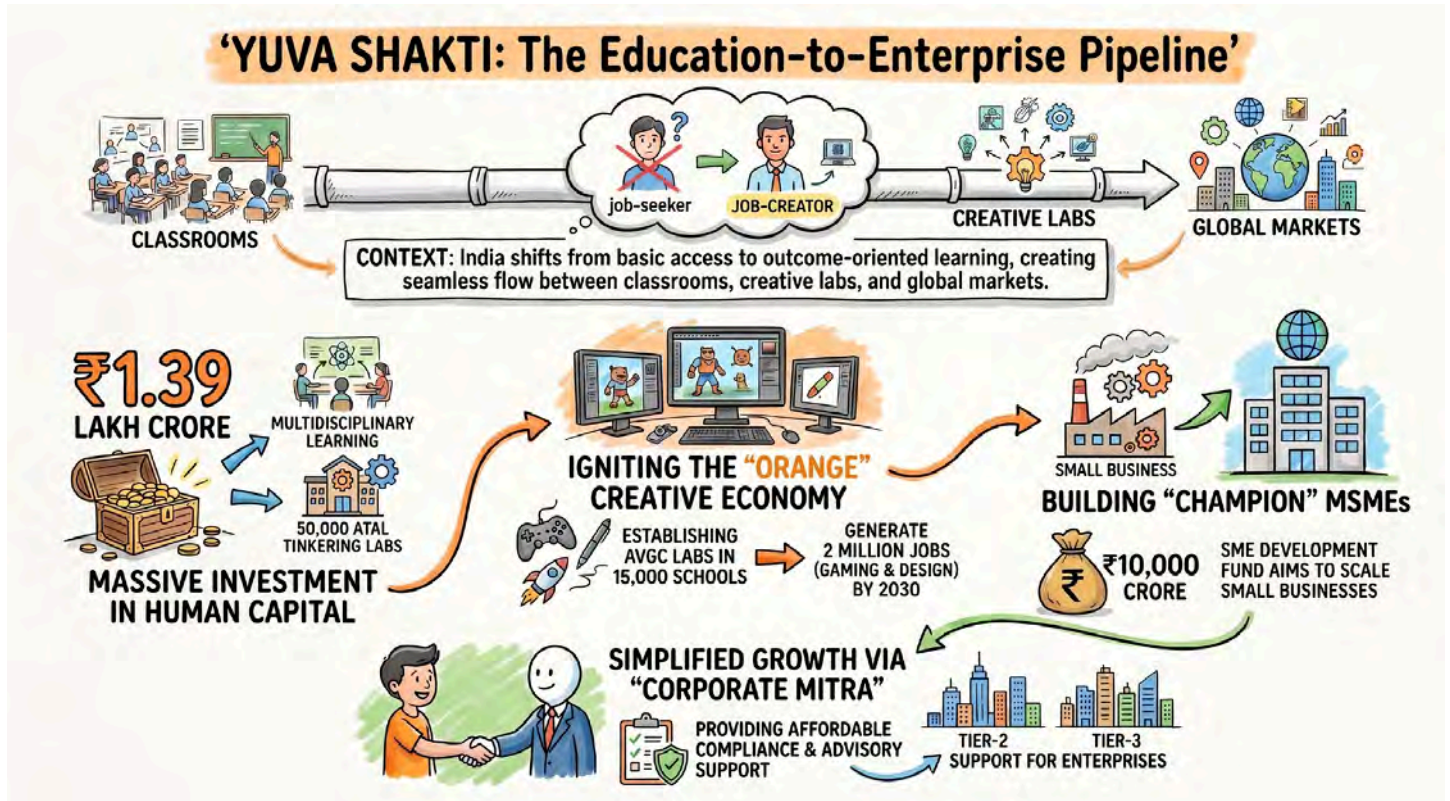 'YUVA SHAKTI: The Education-to-Enterprise Pipeline'
?
job-seeker
JOB-CREATOR
CLASSROOMS
CREATIVE LABS
GLOBAL MARKETS
CONTEXT: India shifts from basic access to outcome-oriented learning, creating
seamless flow between classrooms, creative labs, and global markets.
₹1.39
LAKH CRORE
MULTIDISCIPLINARY
LEARNING
50,000 ATAL
TINKERING LABS
MASSIVE INVESTMENT
IN HUMAN CAPITAL
IGNITING THE "ORANGE"
CREATIVE ECONOMY
ESTABLISHING
AVGC LABS IN
15,000 SCHOOLS
GENERATE
2 MILLION JOBS
(GAMING & DESIGN)
BY 2030
SMALL BUSINESS
BUILDING "CHAMPION" MSMEs
₹
₹10,000
CRORE
SME DEVELOPMENT
FUND AIMS TO SCALE
SMALL BUSINESSES
SIMPLIFIED GROWTH VIA
"CORPORATE MITRA"
PROVIDING AFFORDABLE
COMPLIANCE & ADVISORY
SUPPORT
TIER-2
TIER-3
SUPPORT FOR ENTERPRISES